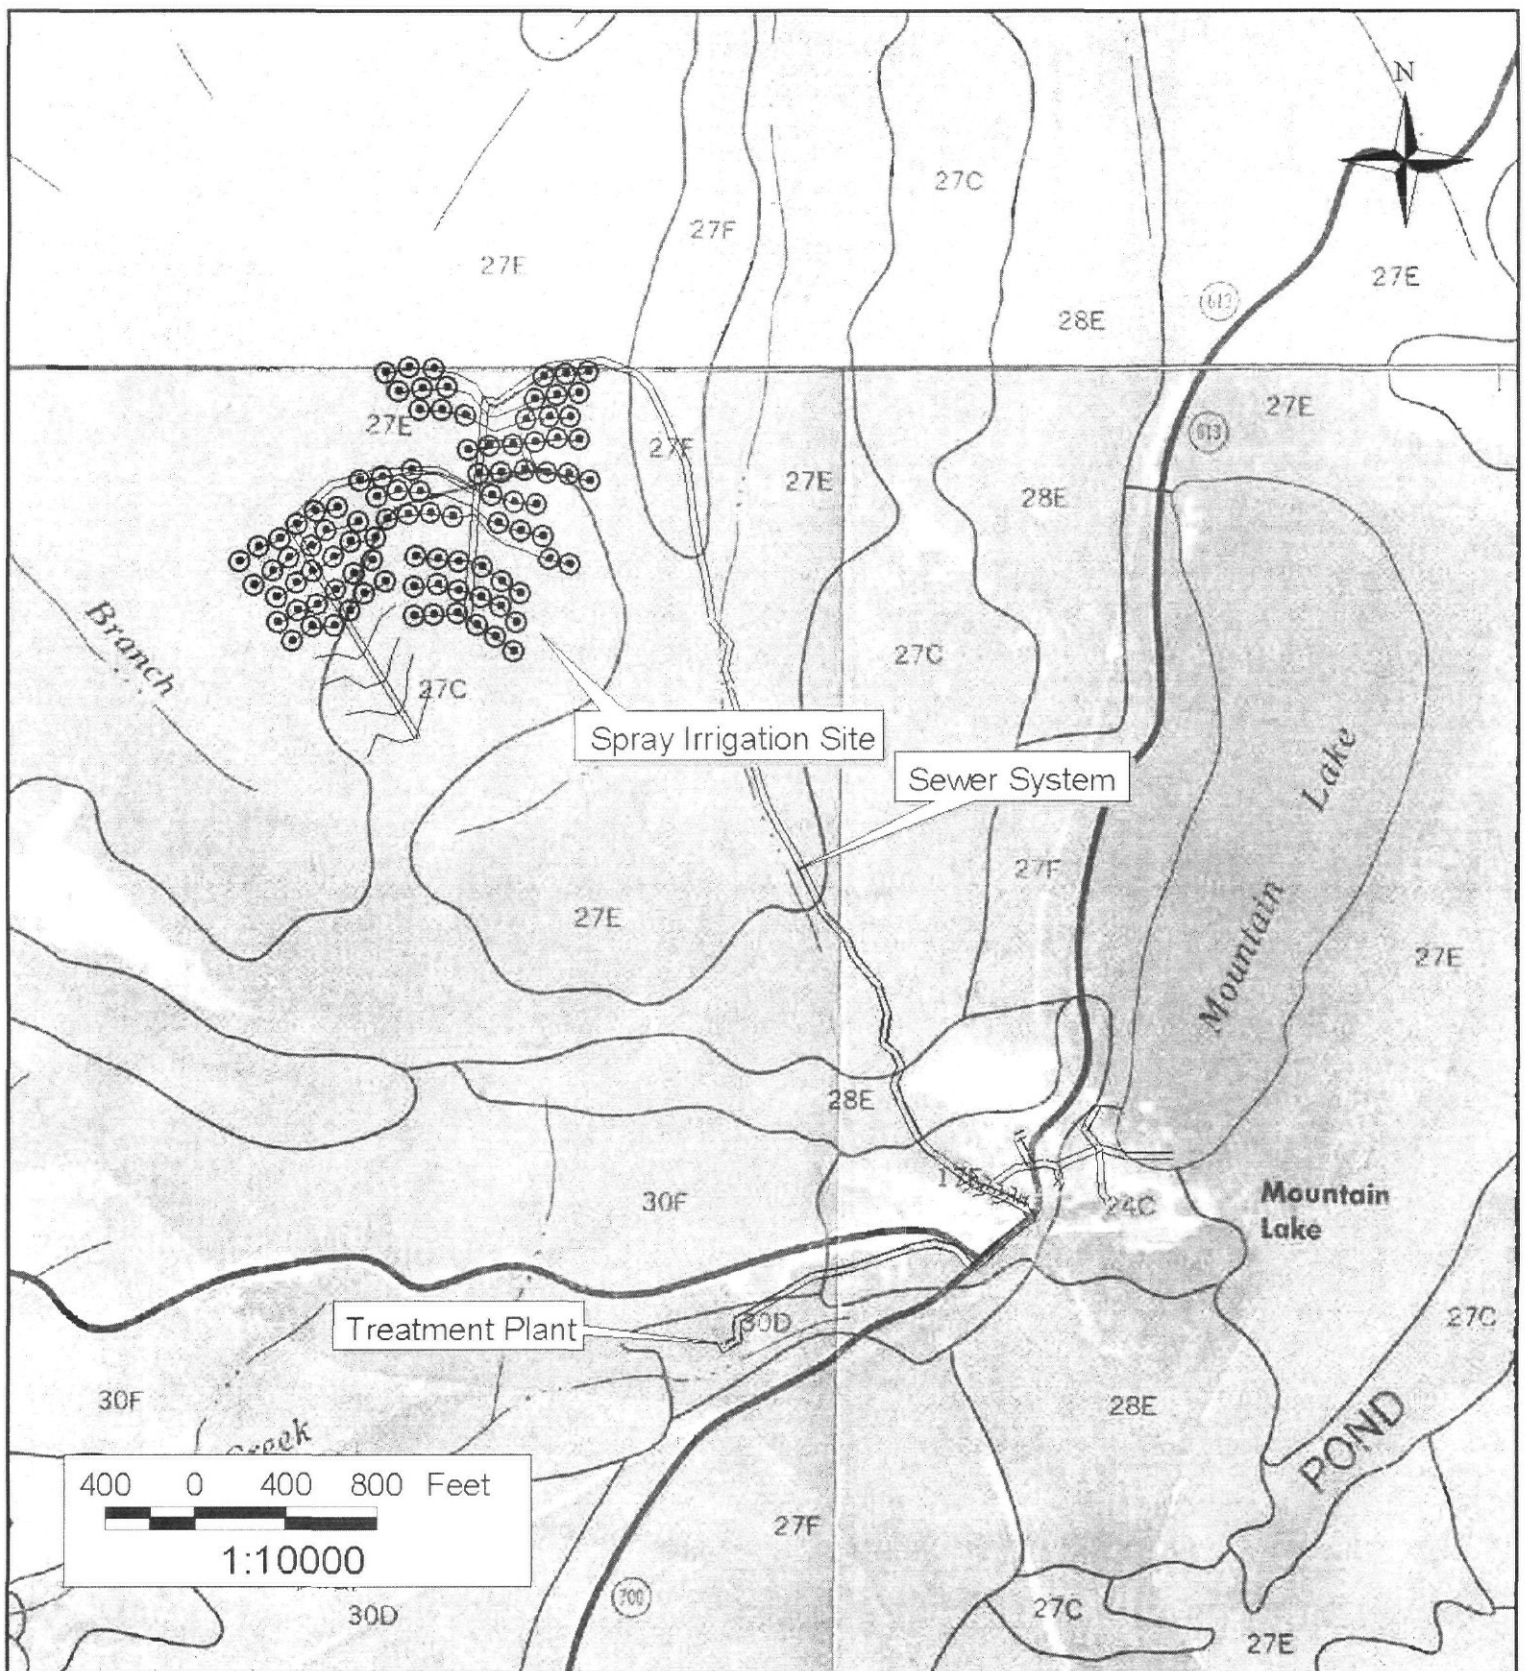 N
27C
27F
27E
27E
612
28E
27E
613
27E
27F
27E
28E
Branch
27C
27C
Spray Irrigation Site
Sewer System
Mountain Lake
27F
27E
27E
28E
30F
24C
Mountain
Lake
27C
Treatment Plant
30D
30F
28E
Creek
POND
400 0 400 800 Feet
1:10000
27F
700
30D
27C
27E